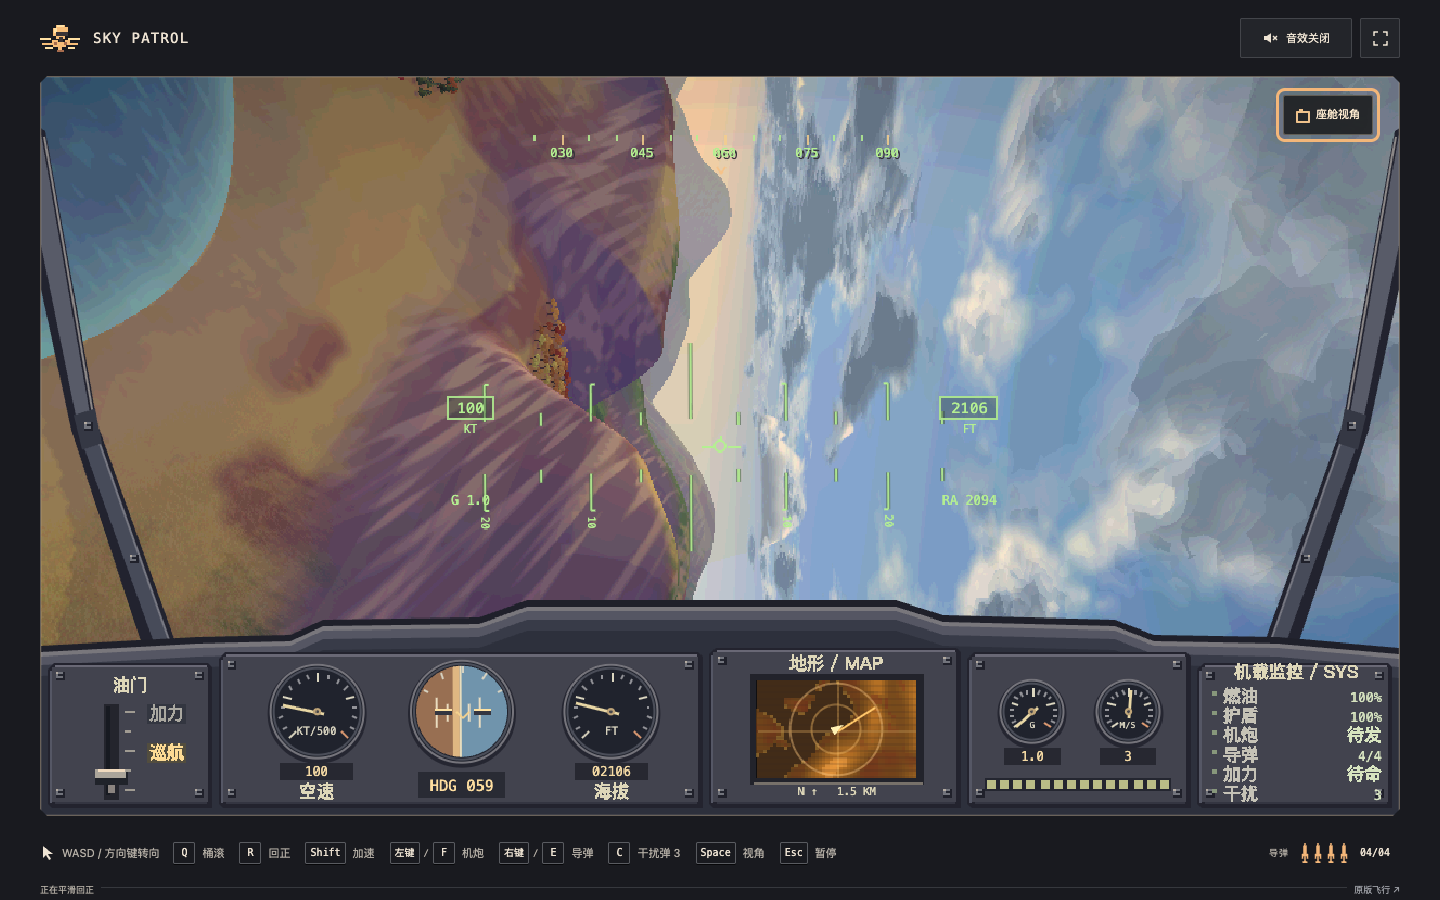 SKY PATROL
音效关闭
座舱视角
030 045 060 075 090
100
KT
2106
FT
G 1.0
RA 2094
20 10 20
油门
加力
巡航
KT/500
100
空速
HDG 059
FT
02106
海拔
地形 / MAP
N ↑ 1.5 KM
G
1.0
M/S
3
机载监控 / SYS
燃油 100%
护盾 100%
机炮 待发
导弹 4/4
加力 待命
干扰 3
WASD / 方向键转向 Q 桶滚 R 回正 Shift 加速 左键 / F 机炮 右键 / E 导弹 C 干扰弹 3 Space 视角 Esc 暂停
导弹 04/04
正在平滑回正
原版飞行 ↗